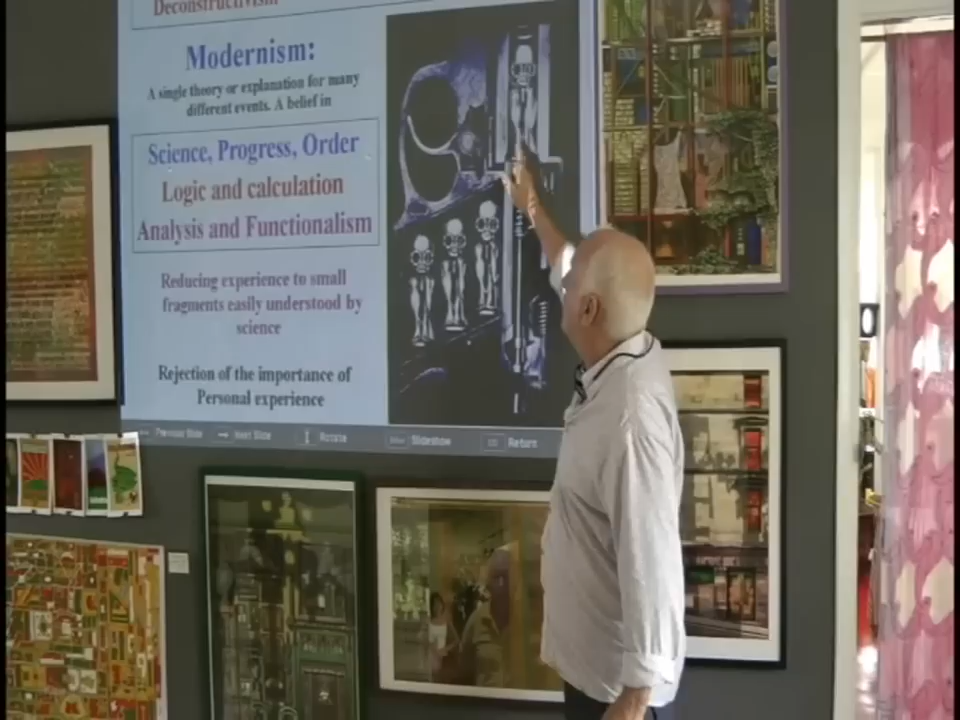 Deconstructivism
Modernism:
A single theory or explanation for many
different events. A belief in
Science, Progress, Order
Logic and calculation
Analysis and Functionalism
Reducing experience to small
fragments easily understood by
science
Rejection of the importance of
Personal experience
Previous Slide Next Slide Rotate Slideshow Return